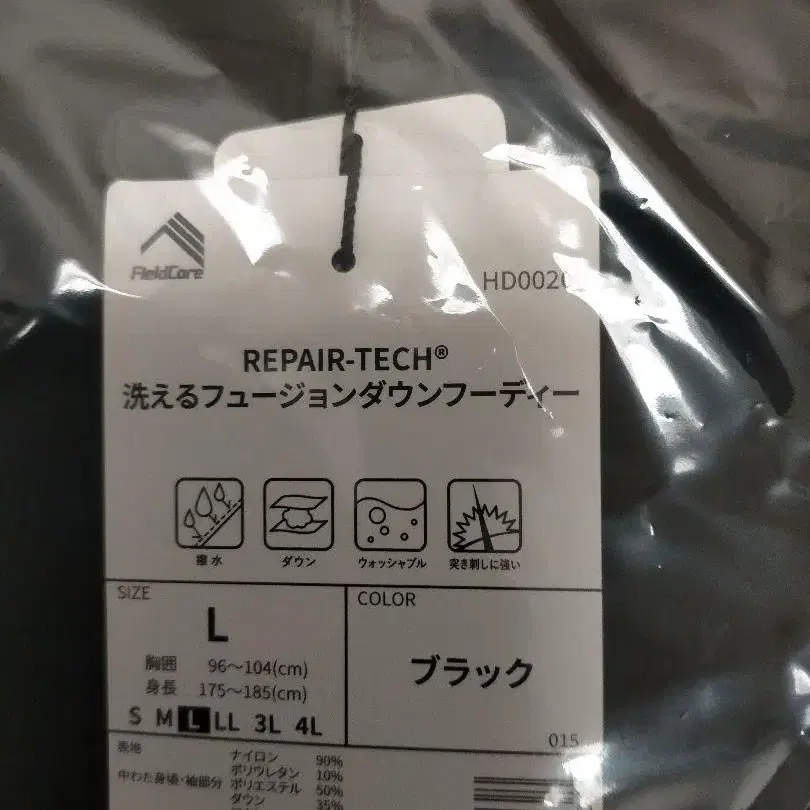 FieldCore
HD0020
REPAIR-TECH®
洗えるフュージョンダウンフーディー
撥水 ダウン ウォッシャブル 突き刺しに強い
SIZE
L
胸囲 96～104(cm)
身長 175～185(cm)
S M L LL 3L 4L
COLOR
ブラック
015
表地 ナイロン 90%
ポリウレタン 10%
中わた身頃・袖部分 ポリエステル 50%
ダウン 35%